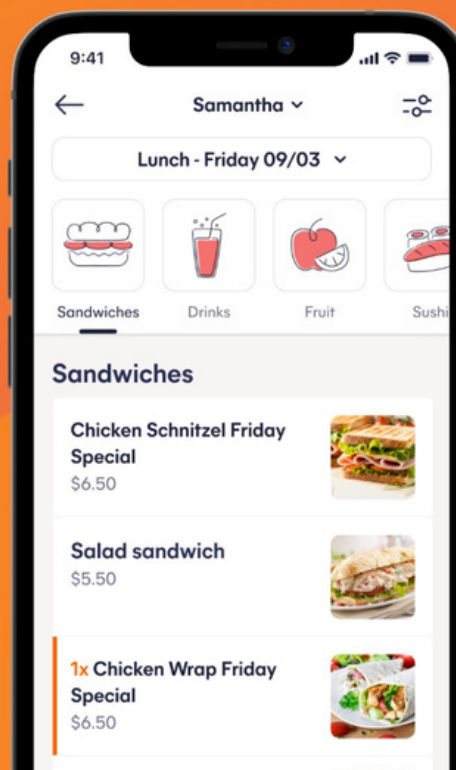 9:41
Samantha
Lunch - Friday 09/03
Sandwiches Drinks Fruit Sushi
Sandwiches
Chicken Schnitzel Friday
Special
$6.50
Salad sandwich
$5.50
1x Chicken Wrap Friday
Special
$6.50